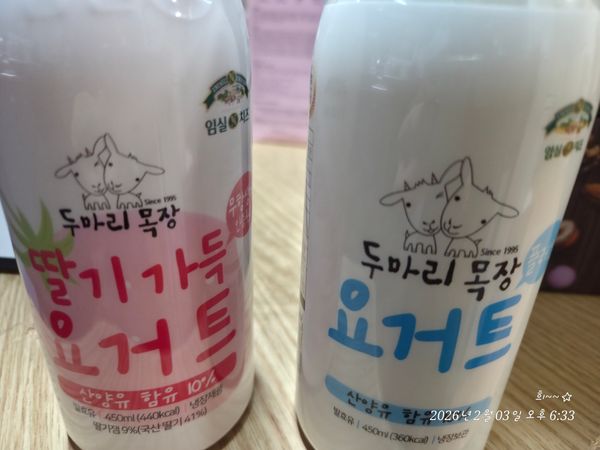 임실N치즈
Since 1995
두마리 목장
딸기 가득
요거트
산양유 함유 10%
발효유 | 450ml (440kcal) | 냉장제품
딸기잼 9%(국산 딸기 41%)
임실N치즈
Since 1995
두마리 목장
요거트
산양유 함유
발효유 | 450ml (360kcal) | 냉장보관
희~~☆
2026년 2월 03일 오후 6:33